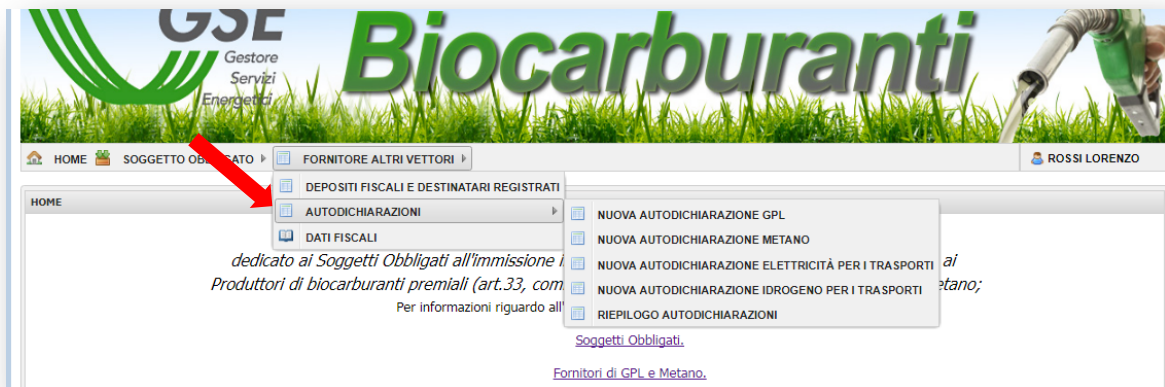 GSE
Gestore
Servizi
Energetici
Biocarburanti
HOME SOGGETTO OBBLIGATO FORNITORE ALTRI VETTORI ROSSI LORENZO
DEPOSITI FISCALI E DESTINATARI REGISTRATI
HOME
AUTODICHIARAZIONI
NUOVA AUTODICHIARAZIONE GPL
DATI FISCALI
NUOVA AUTODICHIARAZIONE METANO
dedicato ai Soggetti Obbligati all'immissione i ai
NUOVA AUTODICHIARAZIONE ELETTRICITÀ PER I TRASPORTI
Produttori di biocarburanti premiali (art.33, com etano;
NUOVA AUTODICHIARAZIONE IDROGENO PER I TRASPORTI
Per informazioni riguardo all'
RIEPILOGO AUTODICHIARAZIONI
Soggetti Obbligati.
Fornitori di GPL e Metano.